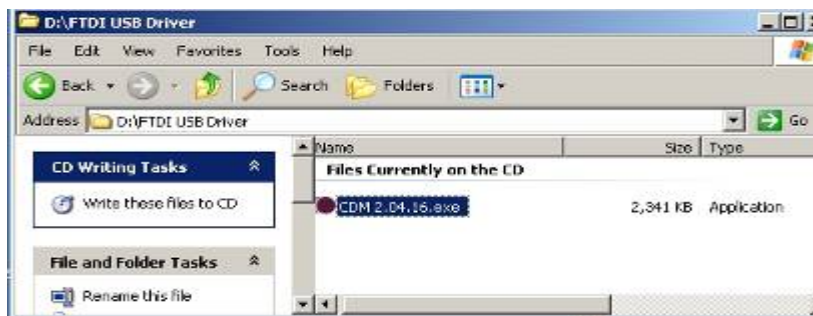 D:\FTDI USB Driver
File Edit View Favorites Tools Help
Back Search Folders
Address D:\FTDI USB Driver Go
Name Size Type
CD Writing Tasks
Files Currently on the CD
Write these files to CD
CDM 2.04.16.exe 2,341 KB Application
File and Folder Tasks
Rename this file